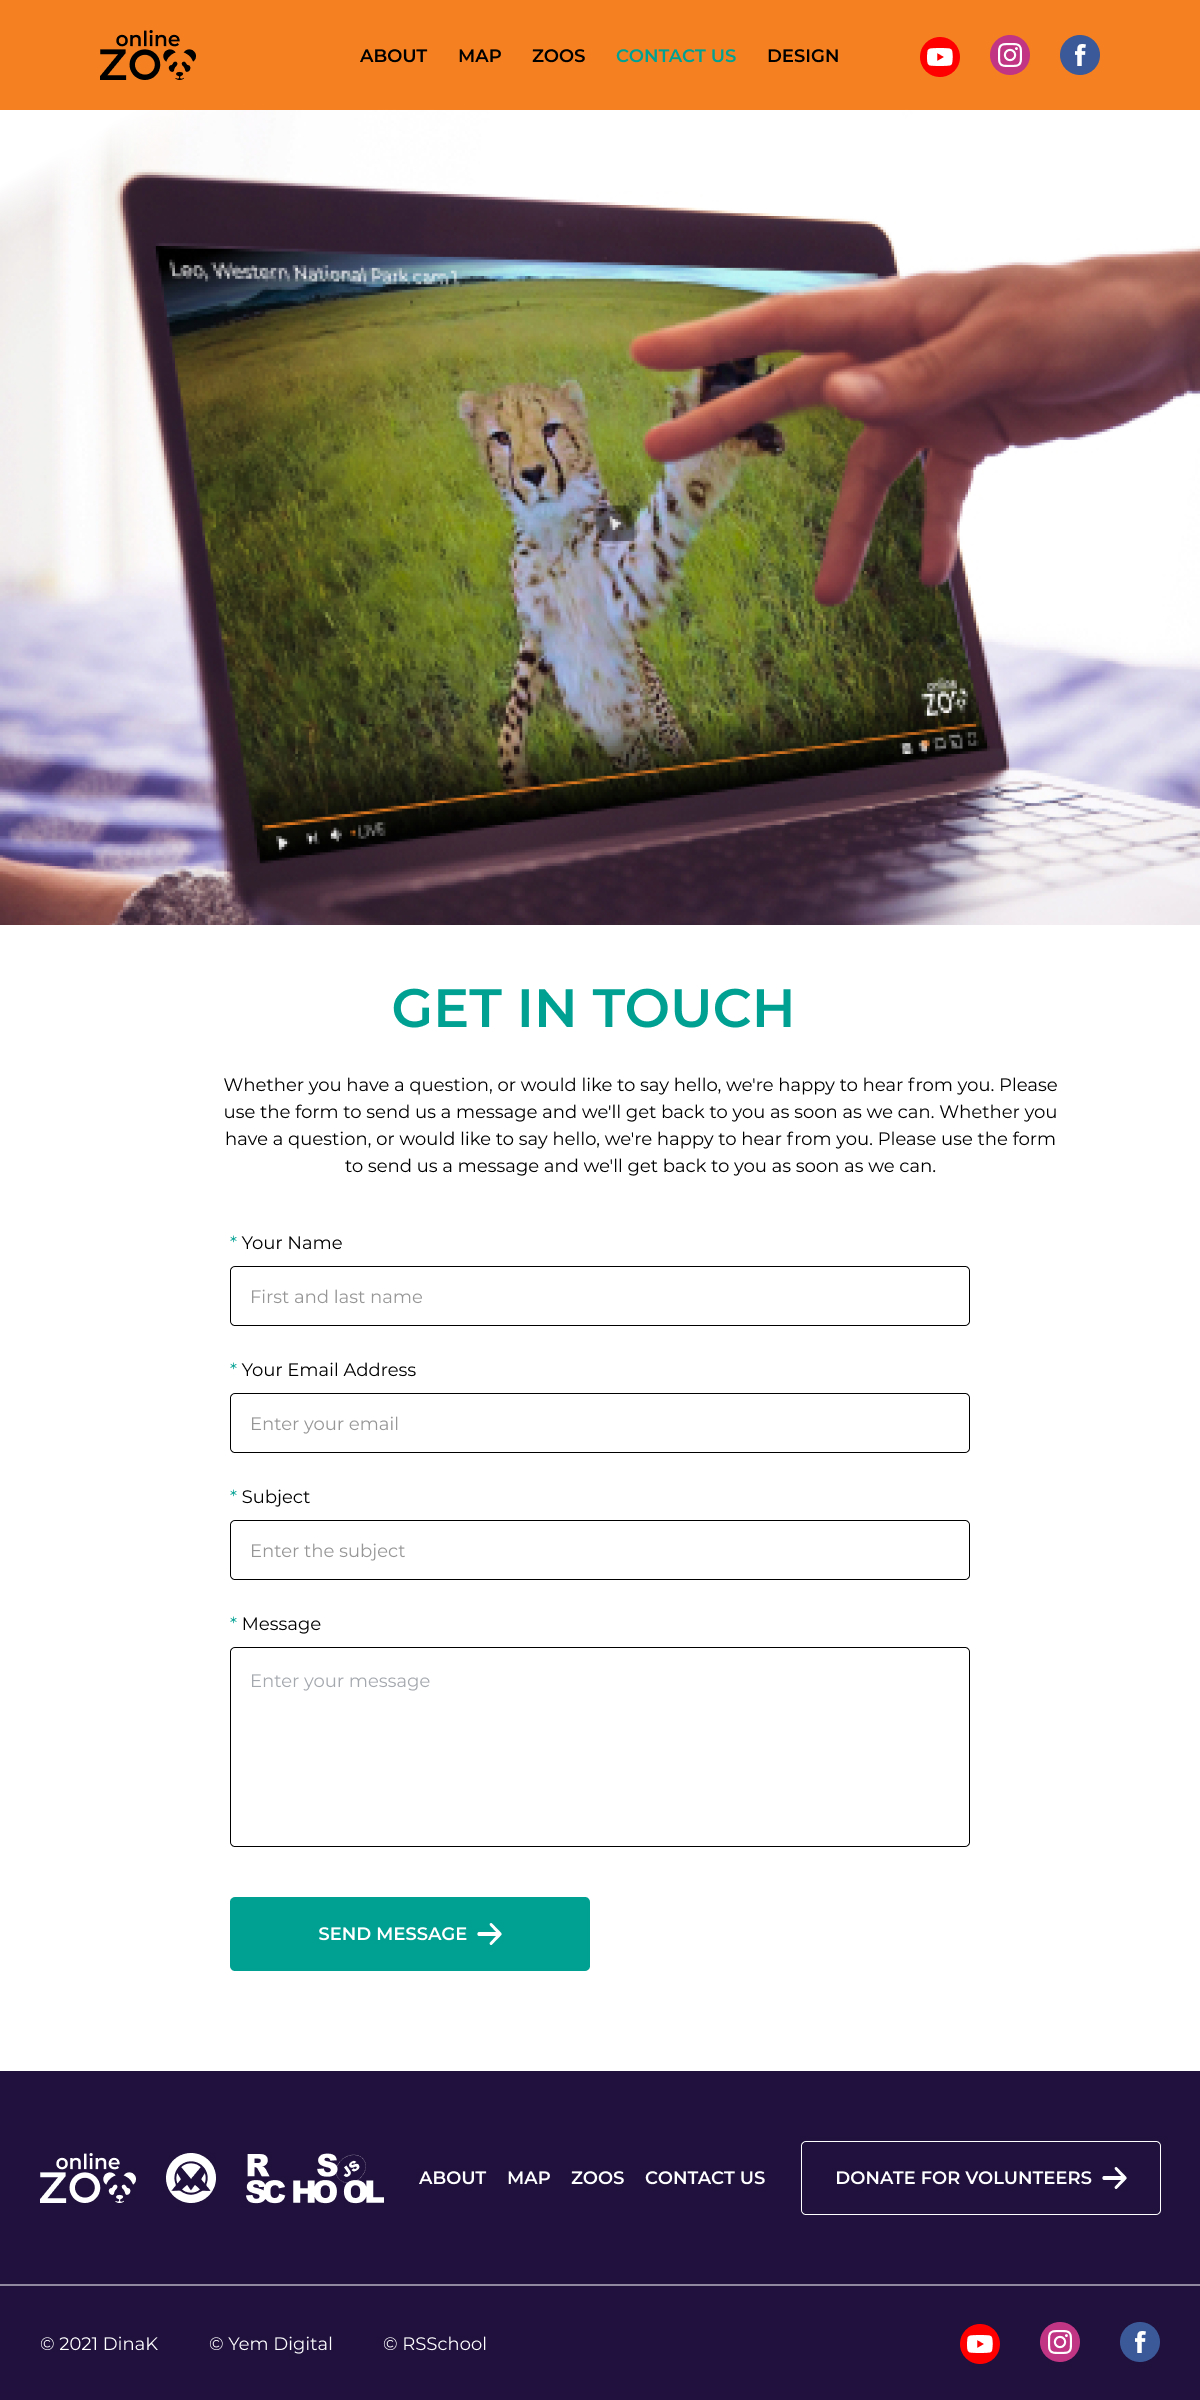 online
ZOO
ABOUT MAP ZOOS CONTACT US DESIGN
Leo, Western National Park cam 1
online
ZOO
LIVE
GET IN TOUCH
Whether you have a question, or would like to say hello, we're happy to hear from you. Please
use the form to send us a message and we'll get back to you as soon as we can. Whether you
have a question, or would like to say hello, we're happy to hear from you. Please use the form
to send us a message and we'll get back to you as soon as we can.
* Your Name
First and last name
* Your Email Address
Enter your email
* Subject
Enter the subject
* Message
Enter your message
SEND MESSAGE
online
ZOO
RS
SCHOOL
JS
ABOUT MAP ZOOS CONTACT US
DONATE FOR VOLUNTEERS
© 2021 DinaK © Yem Digital © RSSchool